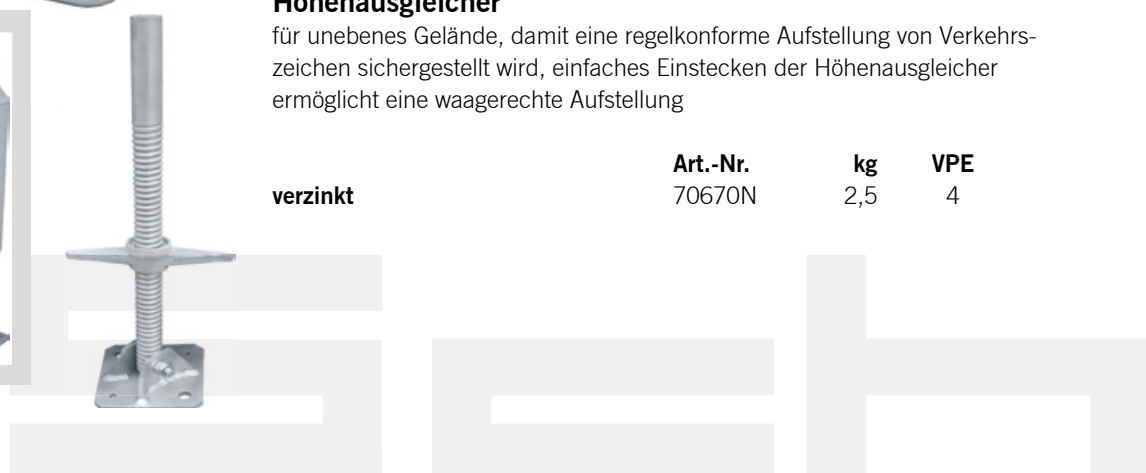 Höhenausgleicher
für unebenes Gelände, damit eine regelkonforme Aufstellung von Verkehrs-
zeichen sichergestellt wird, einfaches Einstecken der Höhenausgleicher
ermöglicht eine waagerechte Aufstellung
Art.-Nr. kg VPE
verzinkt 70670N 2,5 4